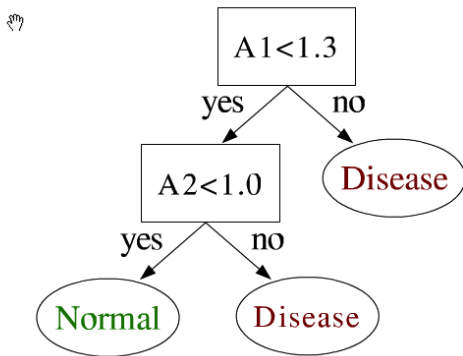 A1<1.3
yes no
A2<1.0
Disease
yes no
Normal
Disease